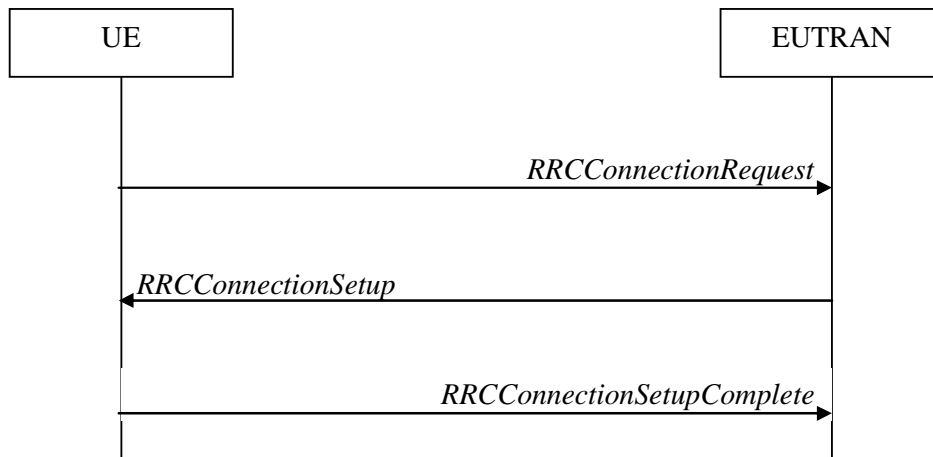 UE
EUTRAN
RRCConnectionRequest
RRCConnectionSetup
RRCConnectionSetupComplete